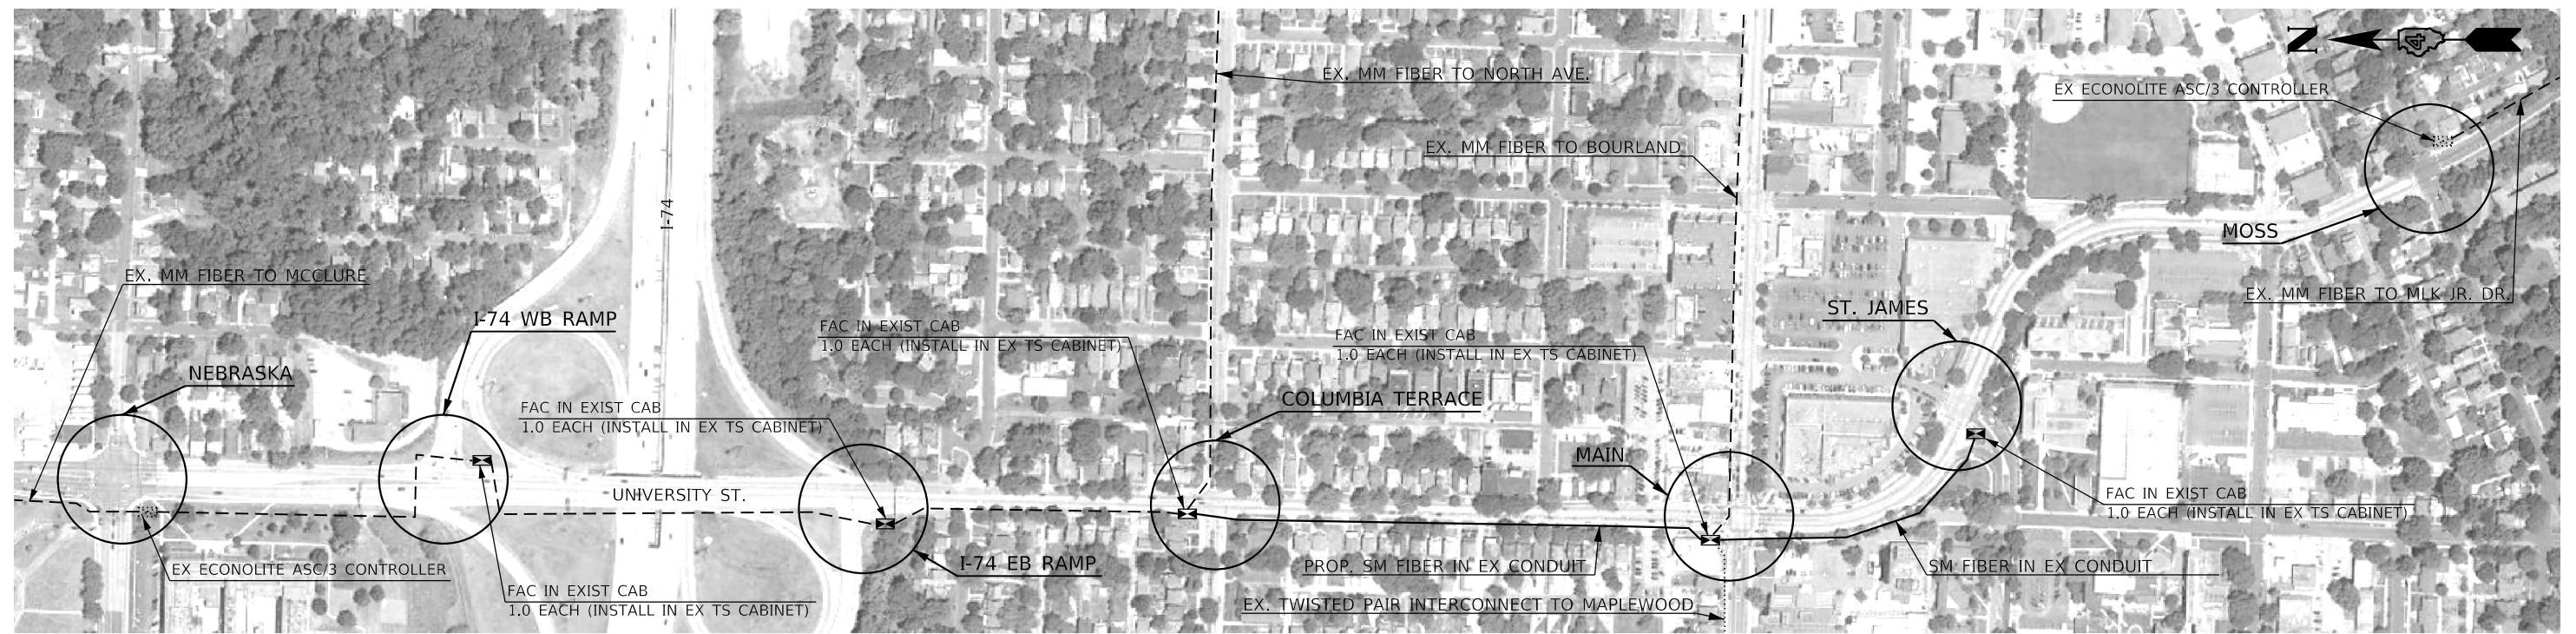 N
4
EX. MM FIBER TO NORTH AVE.
EX ECONOLITE ASC/3 CONTROLLER
EX. MM FIBER TO BOURLAND
I-74
MOSS
EX. MM FIBER TO MCCLURE
EX. MM FIBER TO MLK JR. DR.
I-74 WB RAMP
ST. JAMES
FAC IN EXIST CAB
1.0 EACH (INSTALL IN EX TS CABINET)
FAC IN EXIST CAB
1.0 EACH (INSTALL IN EX TS CABINET)
NEBRASKA
COLUMBIA TERRACE
FAC IN EXIST CAB
1.0 EACH (INSTALL IN EX TS CABINET)
MAIN
UNIVERSITY ST.
FAC IN EXIST CAB
1.0 EACH (INSTALL IN EX TS CABINET)
I-74 EB RAMP
PROP. SM FIBER IN EX CONDUIT
SM FIBER IN EX CONDUIT
EX ECONOLITE ASC/3 CONTROLLER
FAC IN EXIST CAB
1.0 EACH (INSTALL IN EX TS CABINET)
EX. TWISTED PAIR INTERCONNECT TO MAPLEWOOD